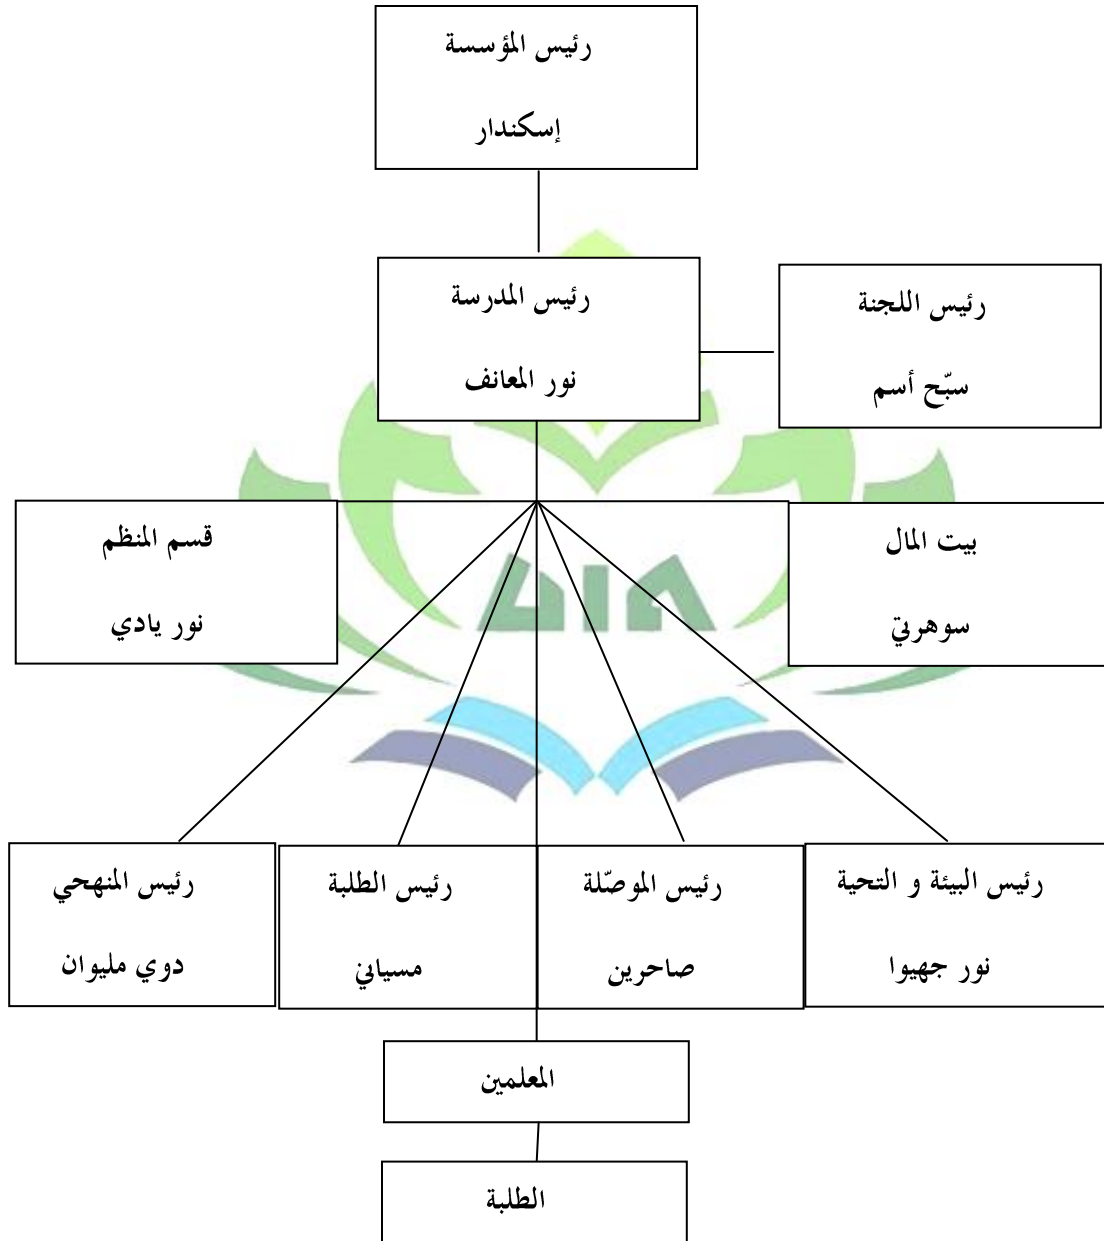 رئيس المؤسسة
إسكندار
رئيس المدرسة
نور المعانف
رئيس اللجنة
سبّح أسم
بيت المال
سوهرتي
قسم المنظم
نور يادي
رئيس البيئة و التحية
نور جهيوا
رئيس الموصّلة
صاحرين
رئيس الطلبة
مسياني
رئيس المنهحي
دوي مليوان
المعلمين
الطلبة